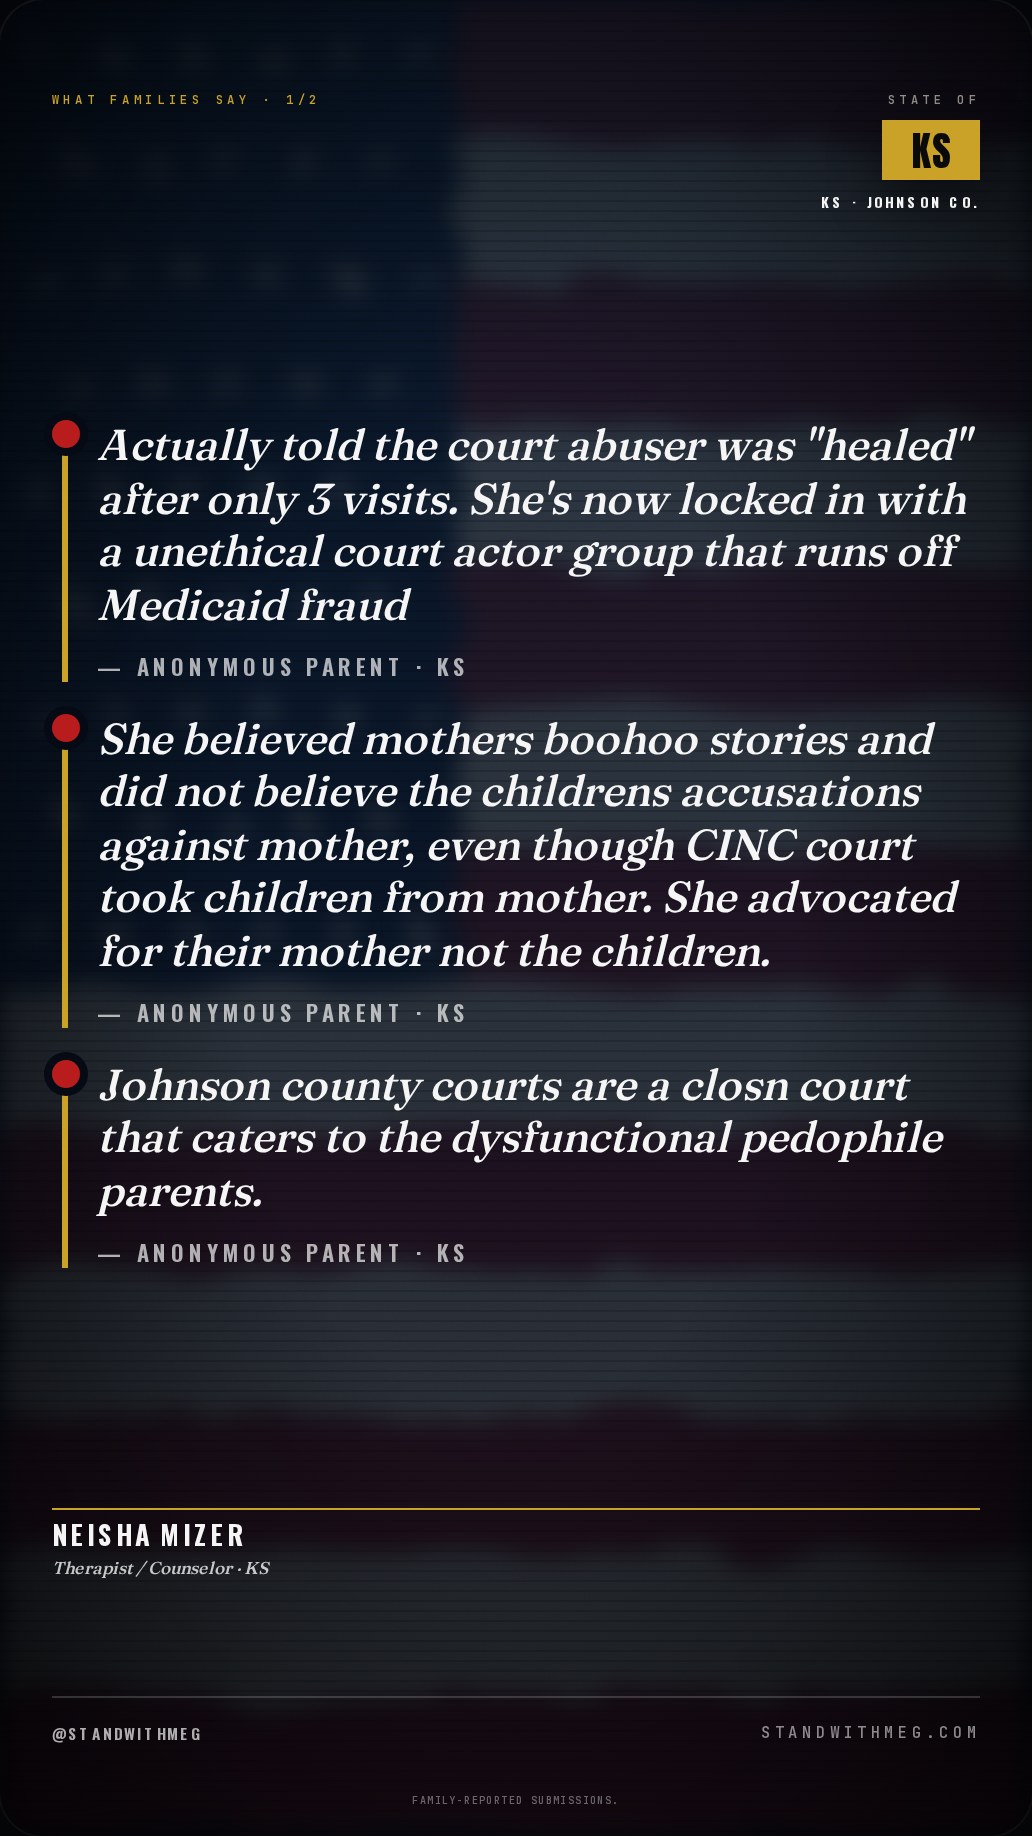 WHAT FAMILIES SAY · 1/2
STATE OF
KS
KS · JOHNSON CO.
Actually told the court abuser was "healed"
after only 3 visits. She's now locked in with
a unethical court actor group that runs off
Medicaid fraud
— ANONYMOUS PARENT · KS
She believed mothers boohoo stories and
did not believe the childrens accusations
against mother, even though CINC court
took children from mother. She advocated
for their mother not the children.
— ANONYMOUS PARENT · KS
Johnson county courts are a closn court
that caters to the dysfunctional pedophile
parents.
— ANONYMOUS PARENT · KS
NEISHA MIZER
Therapist / Counselor · KS
@STANDWITHMEG
STANDWITHMEG.COM
FAMILY-REPORTED SUBMISSIONS.